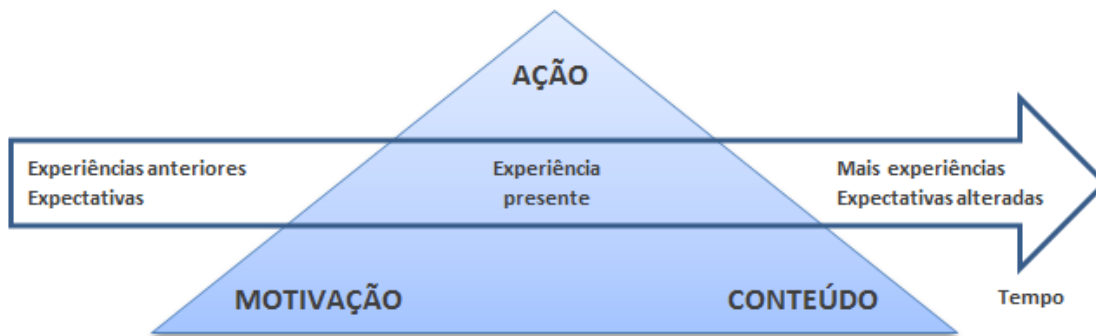 AÇÃO
Experiências anteriores
Expectativas
Experiência
presente
Mais experiências
Expectativas alteradas
MOTIVAÇÃO
CONTEÚDO
Tempo